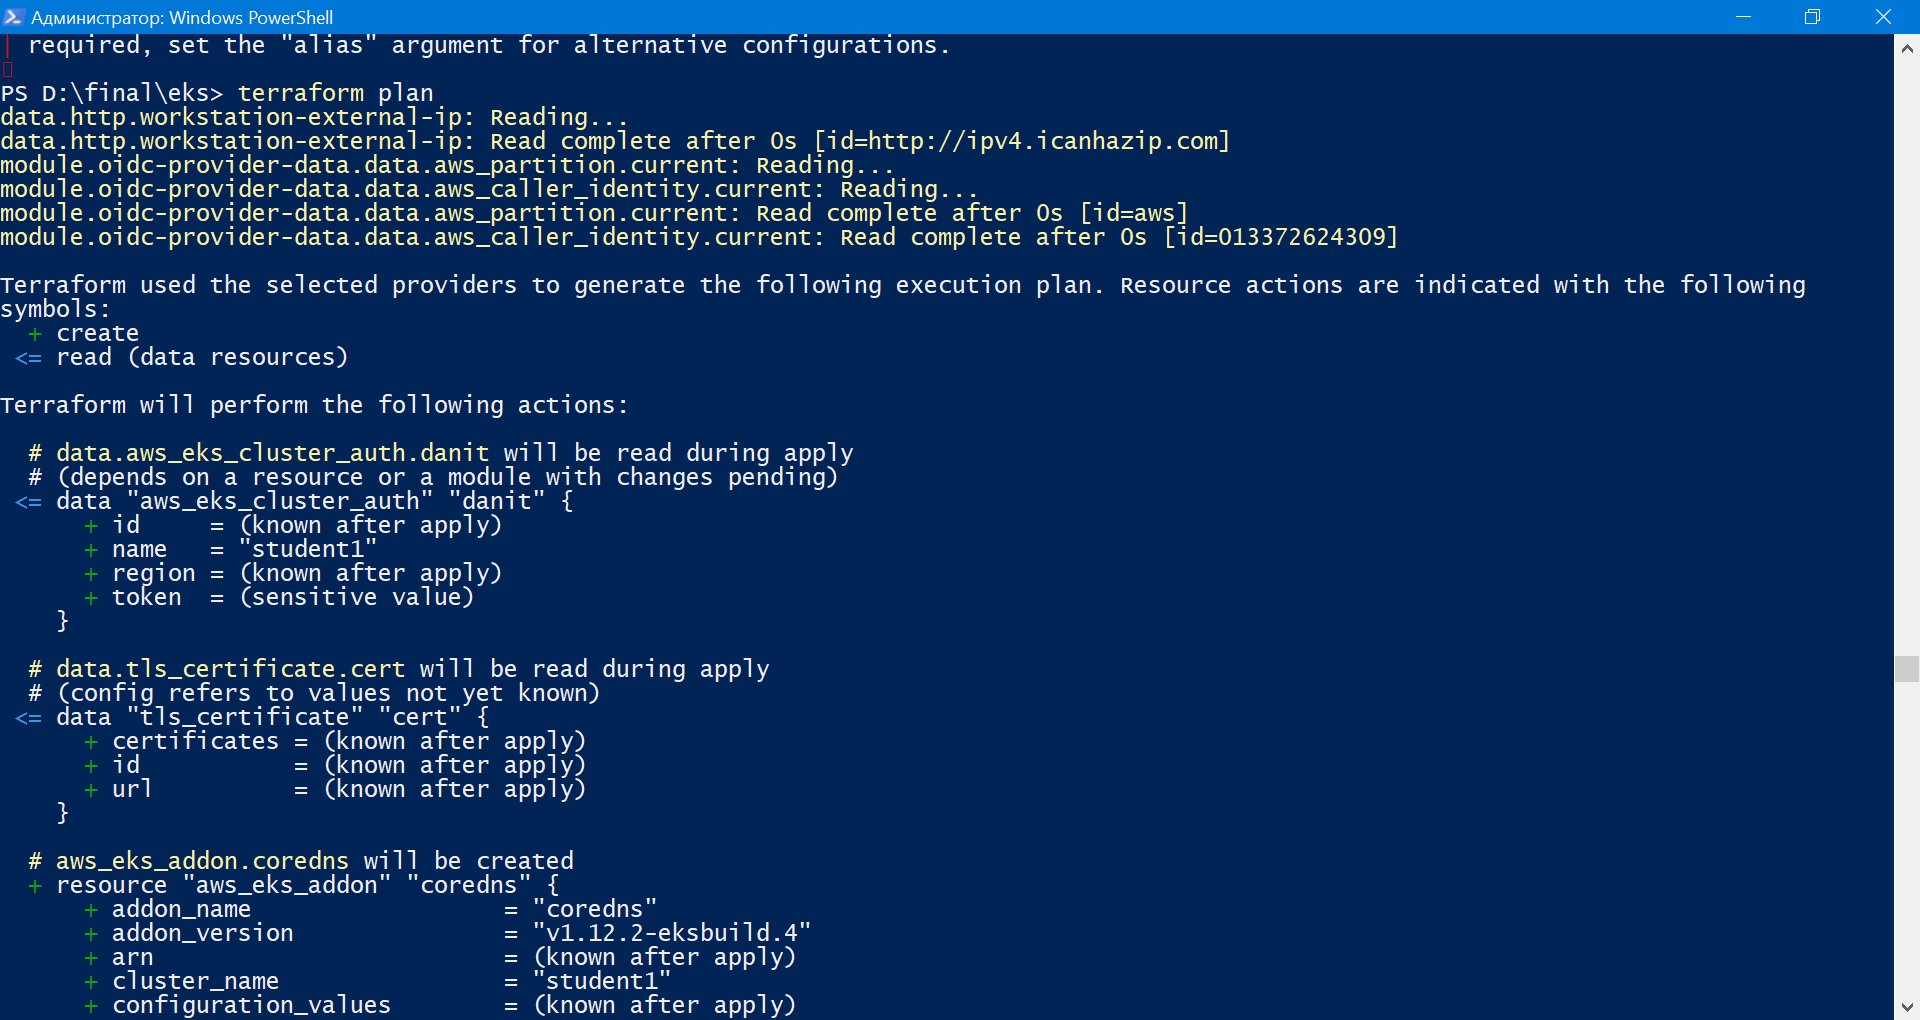 Администратор: Windows PowerShell
required, set the "alias" argument for alternative configurations.
PS D:\final\eks> terraform plan
data.http.workstation-external-ip: Reading...
data.http.workstation-external-ip: Read complete after 0s [id=http://ipv4.icanhazip.com]
module.oidc-provider-data.data.aws_partition.current: Reading...
module.oidc-provider-data.data.aws_caller_identity.current: Reading...
module.oidc-provider-data.data.aws_partition.current: Read complete after 0s [id=aws]
module.oidc-provider-data.data.aws_caller_identity.current: Read complete after 0s [id=013372624309]
Terraform used the selected providers to generate the following execution plan. Resource actions are indicated with the following
symbols:
  + create
 <= read (data resources)
Terraform will perform the following actions:
  # data.aws_eks_cluster_auth.danit will be read during apply
  # (depends on a resource or a module with changes pending)
 <= data "aws_eks_cluster_auth" "danit" {
      + id     = (known after apply)
      + name   = "student1"
      + region = (known after apply)
      + token  = (sensitive value)
    }
  # data.tls_certificate.cert will be read during apply
  # (config refers to values not yet known)
 <= data "tls_certificate" "cert" {
      + certificates = (known after apply)
      + id           = (known after apply)
      + url          = (known after apply)
    }
  # aws_eks_addon.coredns will be created
  + resource "aws_eks_addon" "coredns" {
      + addon_name                  = "coredns"
      + addon_version               = "v1.12.2-eksbuild.4"
      + arn                         = (known after apply)
      + cluster_name                = "student1"
      + configuration_values        = (known after apply)